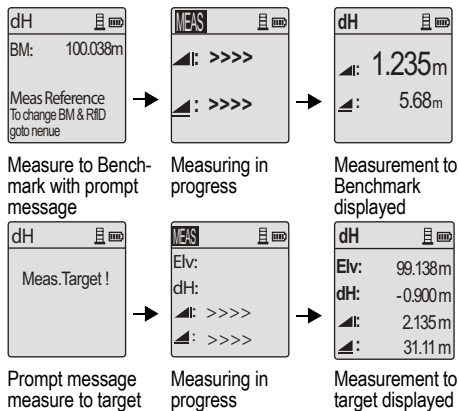 dH
BM: 100.038m
Meas Reference
To change BM & RfID
goto nenue
MEAS
: >>>>
: >>>>
dH
: 1.235m
: 5.68m
Measure to Bench-
mark with prompt
message
Measuring in
progress
Measurement to
Benchmark
displayed
dH
Meas.Target !
MEAS
Elv:
dH:
: >>>>
: >>>>
dH
Elv: 99.138m
dH: -0.900m
: 2.135m
: 31.11m
Prompt message
measure to target
Measuring in
progress
Measurement to
target displayed